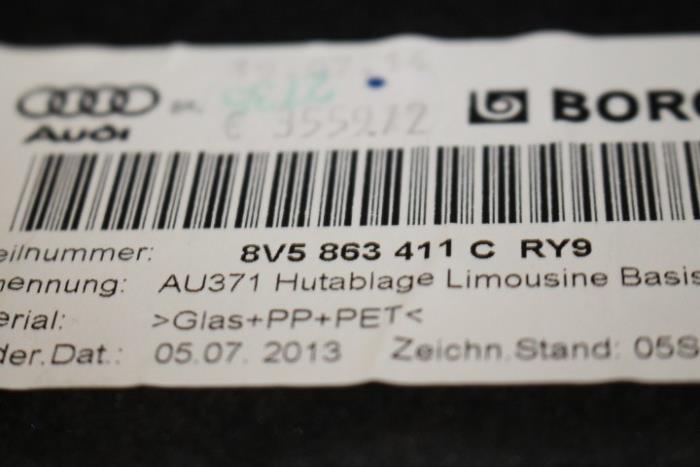 Audi
BORG
8V5 863 411 C RY9
eilnummer:
nennung: AU371 Hutablage Limousine Basis
erial: >Glas+PP+PET<
der.Dat.: 05.07. 2013 Zeichn.Stand: 05S